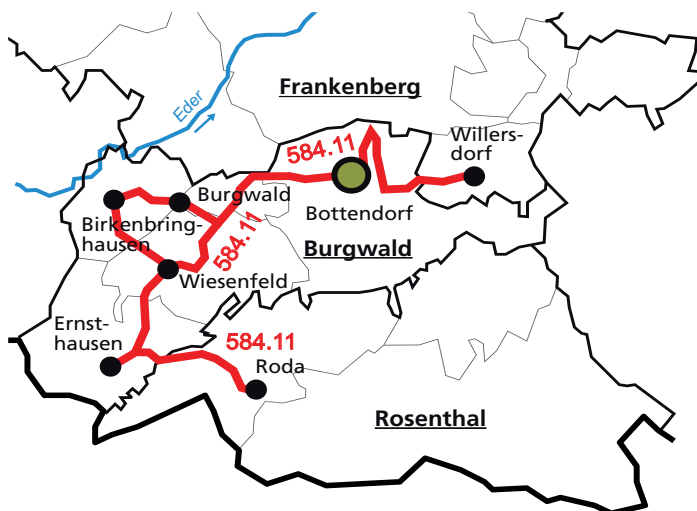 Frankenberg
Eder
Willers-
dorf
584.11
Burgwald
Bottendorf
Birkenbring-
hausen
584.11
Burgwald
Wiesenfeld
Ernst-
hausen
584.11
Roda
Rosenthal